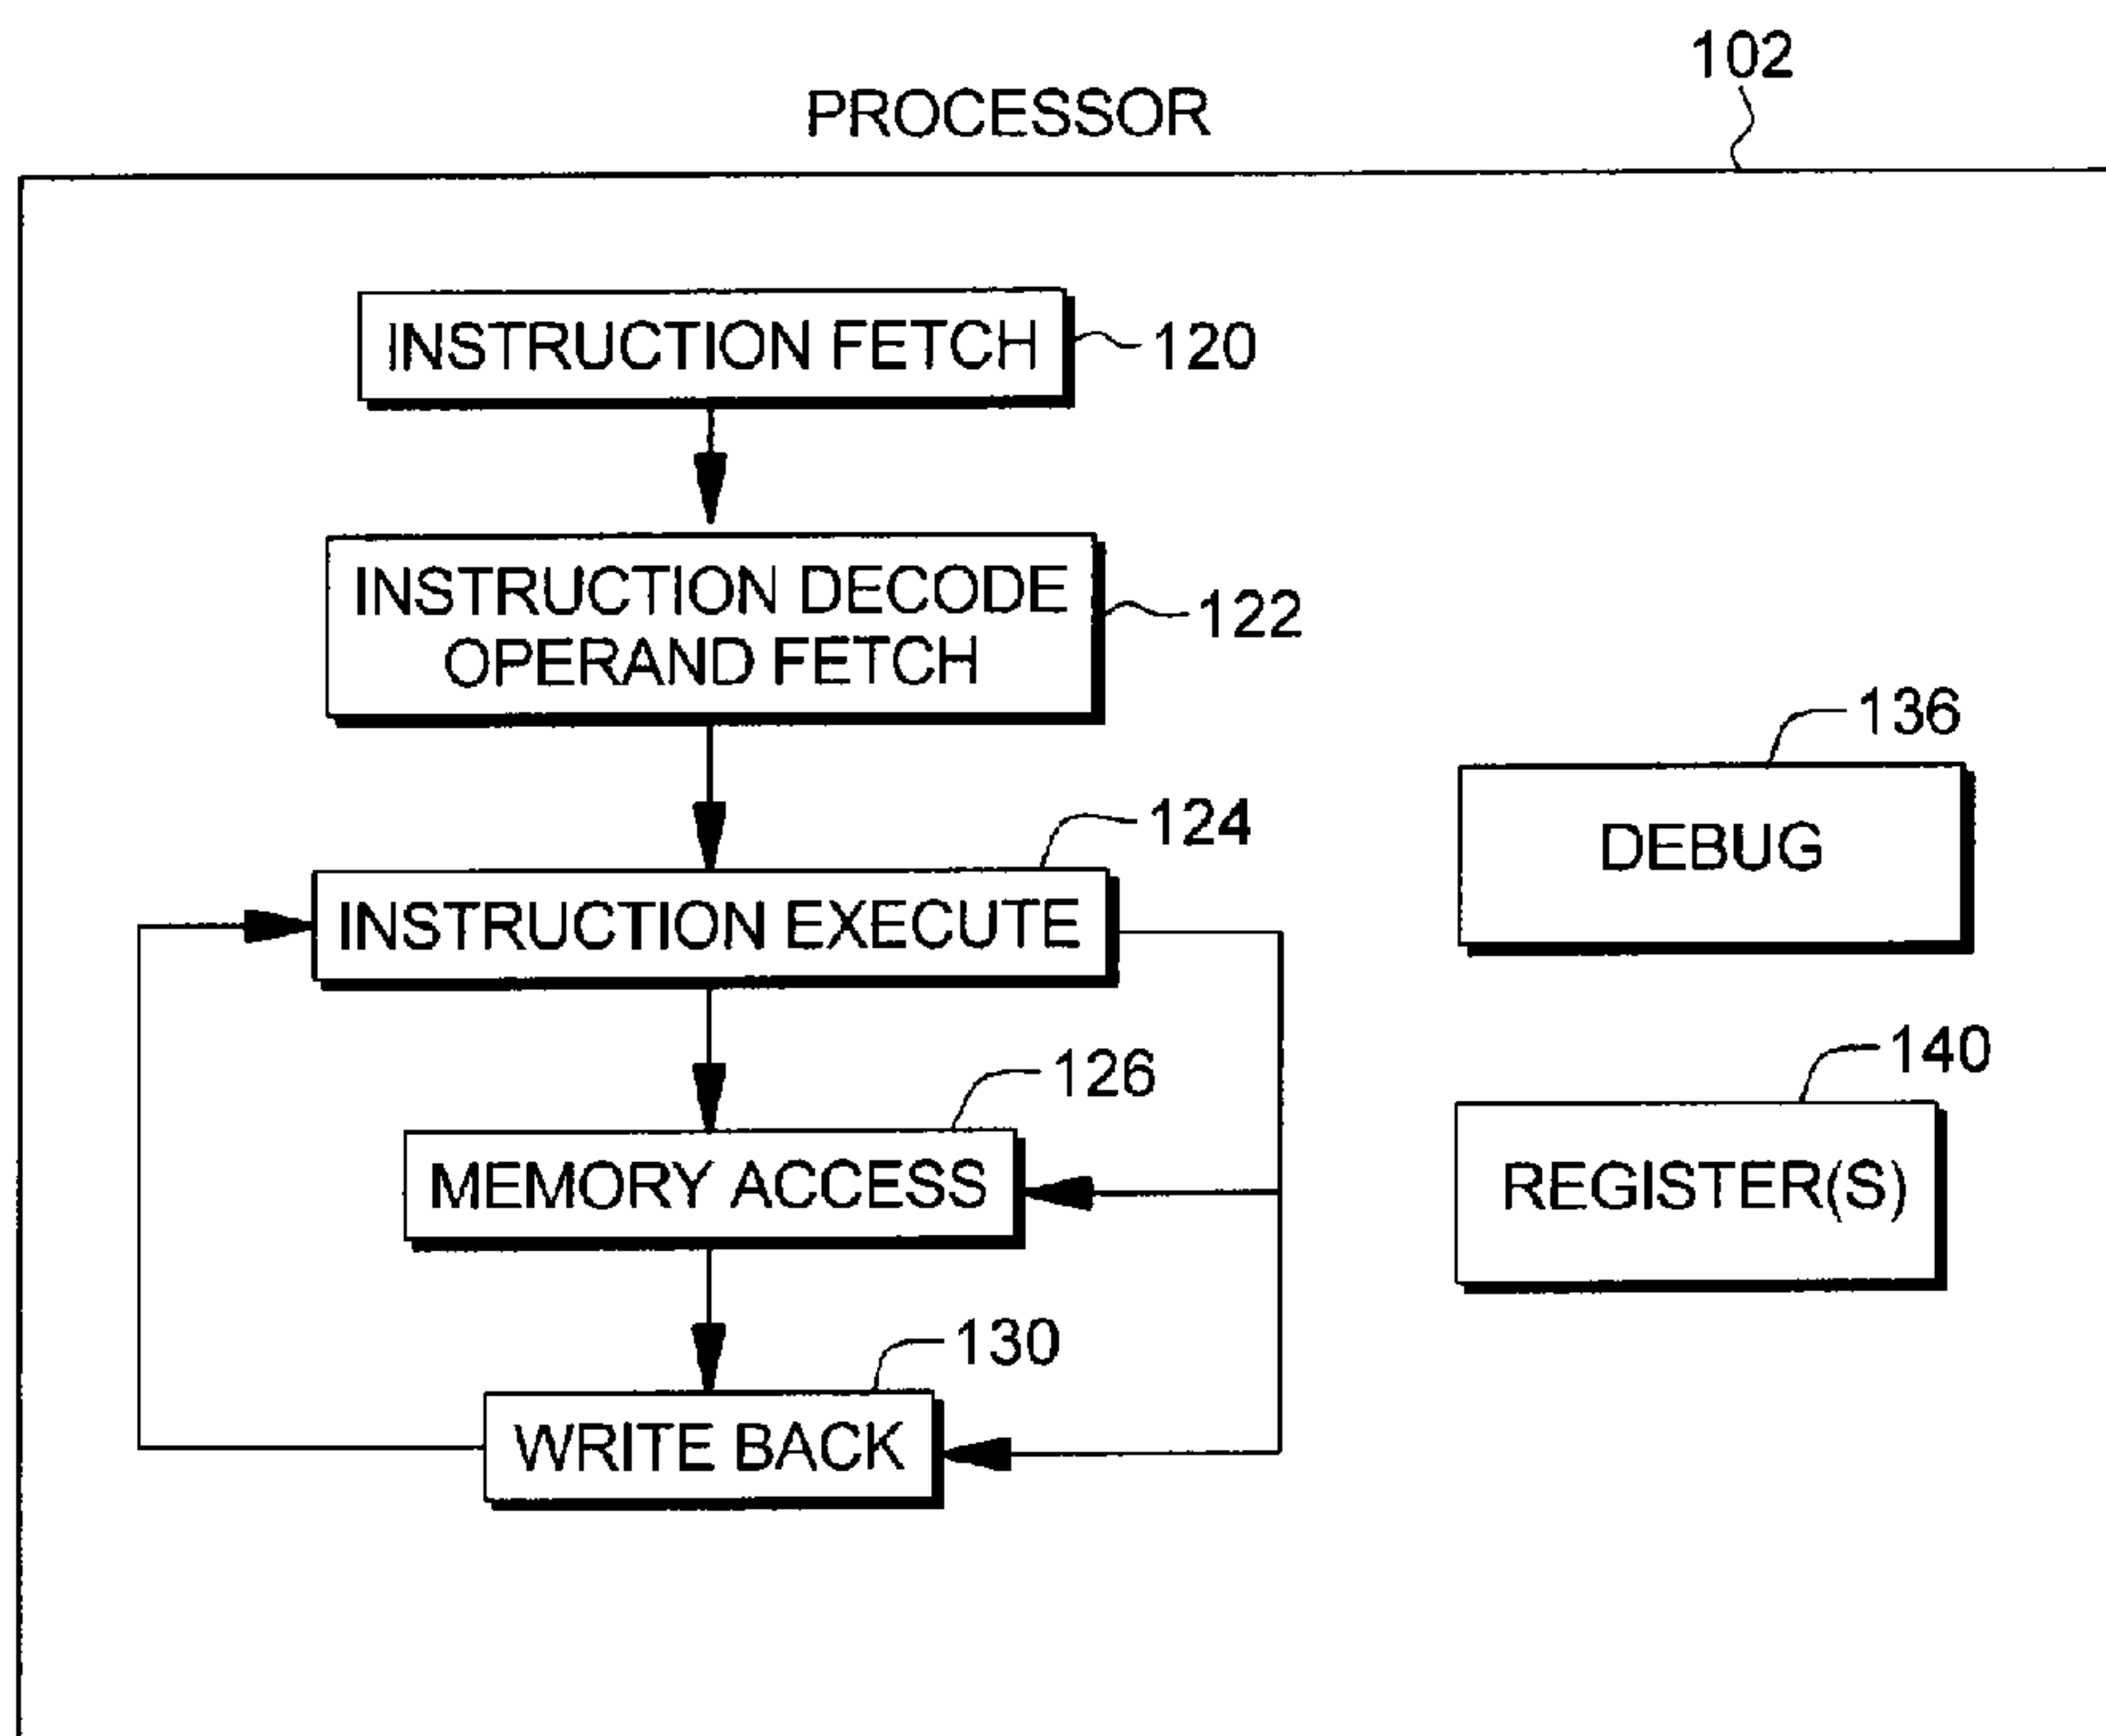 102
PROCESSOR
INSTRUCTION FETCH
120
INSTRUCTION DECODE
OPERAND FETCH
122
136
DEBUG
124
INSTRUCTION EXECUTE
140
REGISTER(S)
126
MEMORY ACCESS
130
WRITE BACK